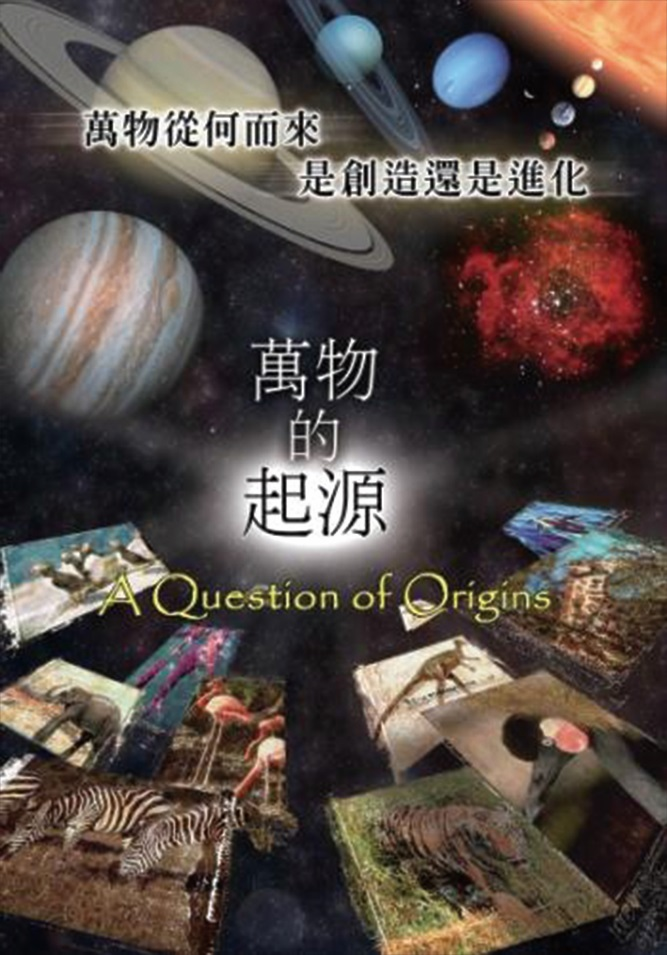 萬物從何而來
是創造還是進化
萬物
的
起源
A Question of Origins